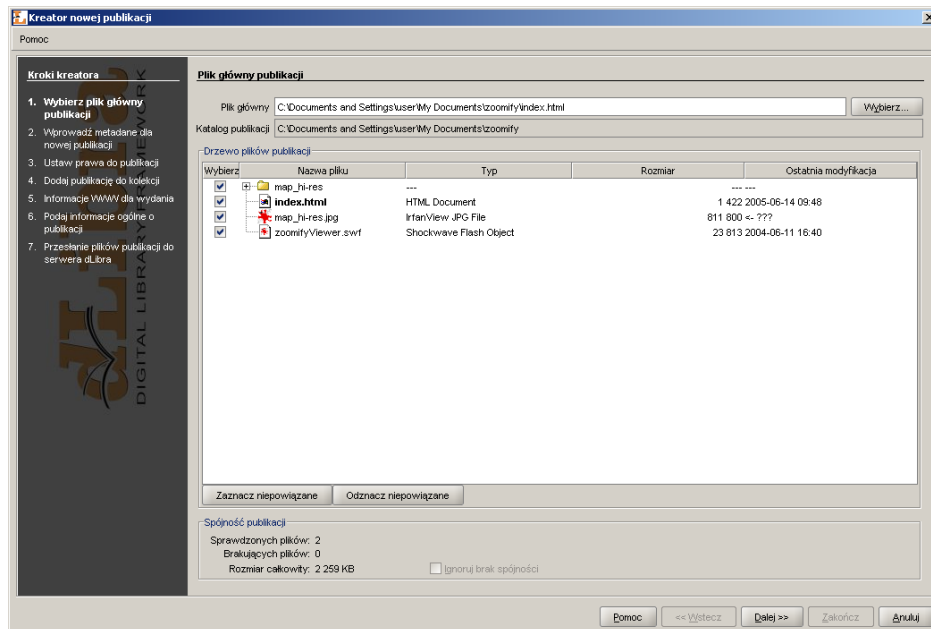 Kreator nowej publikacji
Pomoc
Kroki kreatora
1. Wybierz plik główny
publikacji
2. Wprowadź metadane dla
nowej publikacji
3. Ustaw prawa do publikacji
4. Dodaj publikację do kolekcji
5. Informacje WWW dla wydania
6. Podaj informacje ogólne o
publikacji
7. Przesłanie plików publikacji do
serwera dLibra
dLibra
DIGITAL LIBRARY FRAMEWORK
Plik główny publikacji
Plik główny C:\Documents and Settings\user\My Documents\zoomify\index.html Wybierz...
Katalog publikacji C:\Documents and Settings\user\My Documents\zoomify
Drzewo plików publikacji
Wybierz Nazwa pliku Typ Rozmiar Ostatnia modyfikacja
map_hi-res --- --- ---
index.html HTML Document 1 422 2005-06-14 09:48
map_hi-res.jpg IrfanView JPG File 811 800 <- ???
zoomifyViewer.swf Shockwave Flash Object 23 813 2004-06-11 16:40
Zaznacz niepowiązane Odznacz niepowiązane
Spójność publikacji
Sprawdzonych plików: 2
Brakujących plików: 0
Rozmiar całkowity: 2 259 KB Ignoruj brak spójności
Pomoc << Wstecz Dalej >> Zakończ Anuluj